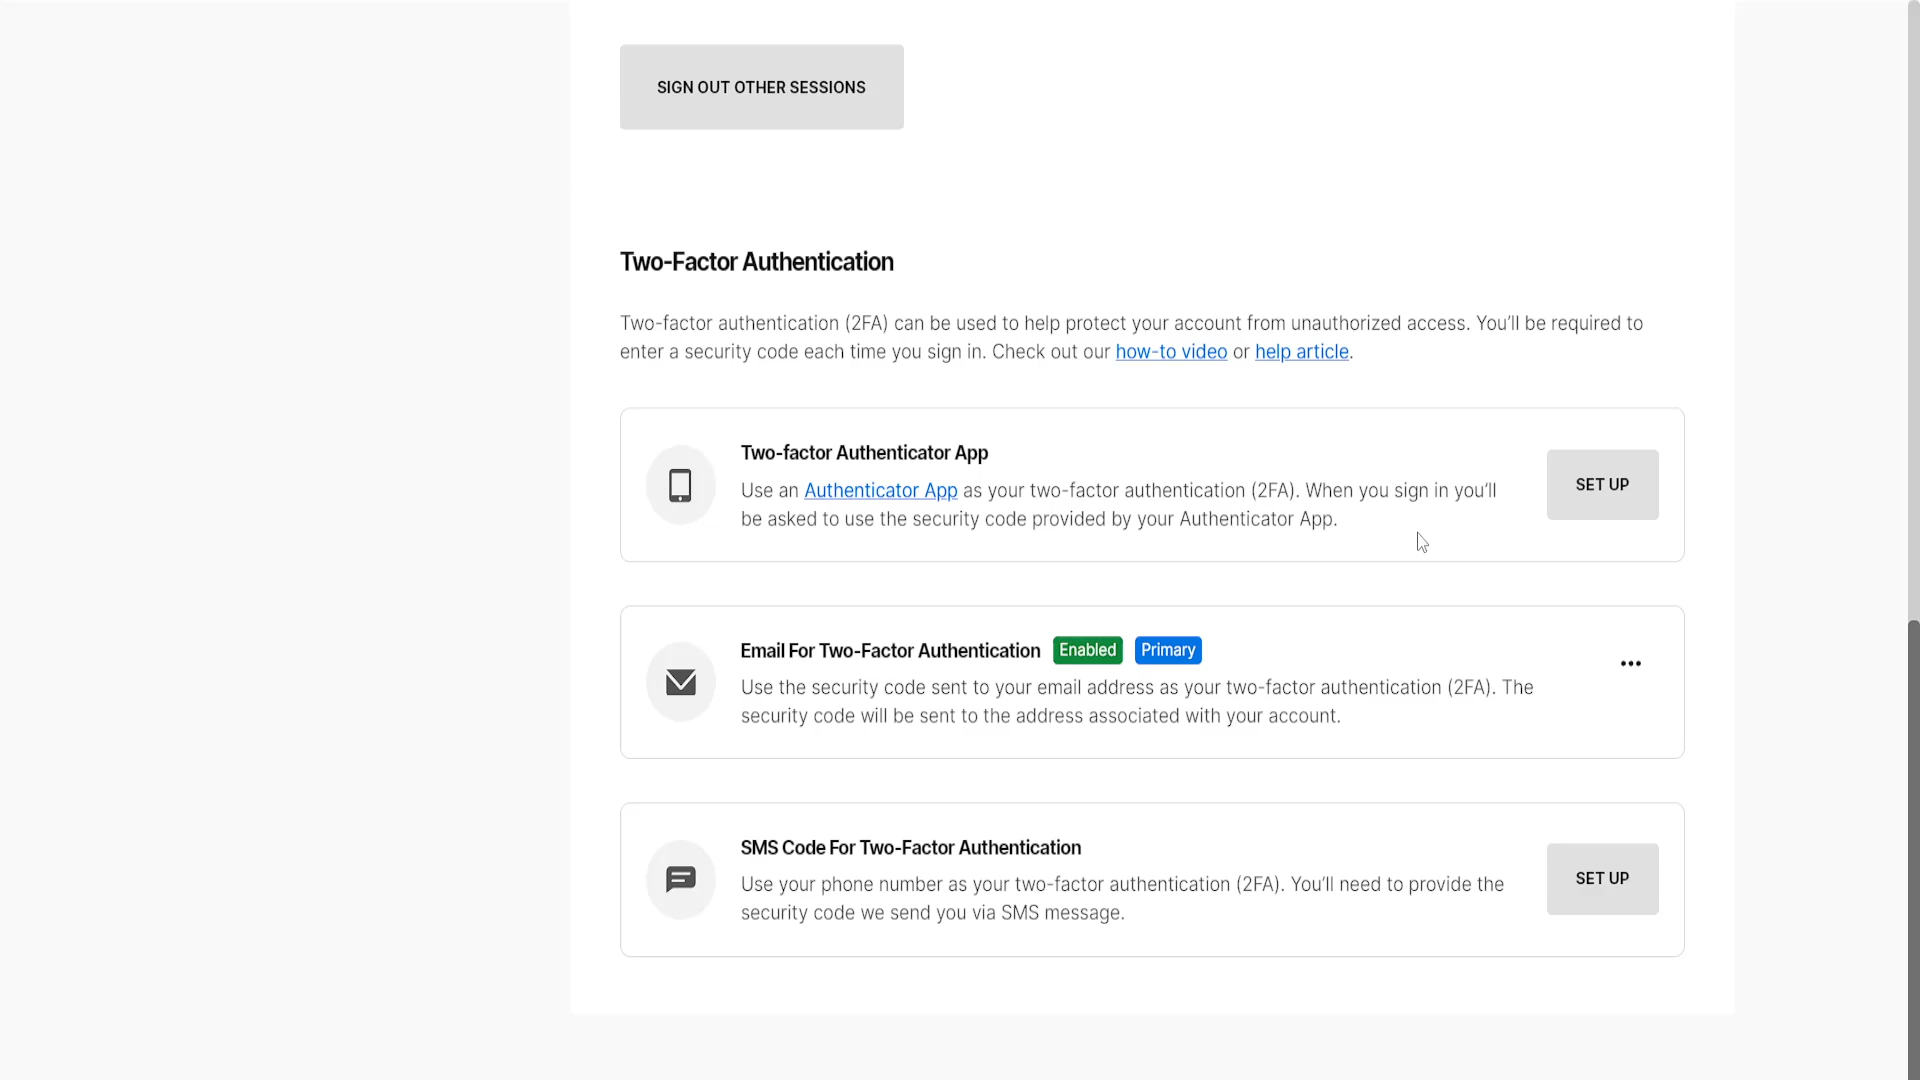 SIGN OUT OTHER SESSIONS
Two-Factor Authentication
Two-factor authentication (2FA) can be used to help protect your account from unauthorized access. You'll be required to
enter a security code each time you sign in. Check out our how-to video or help article.
Two-factor Authenticator App
Use an Authenticator App as your two-factor authentication (2FA). When you sign in you'll
be asked to use the security code provided by your Authenticator App.
SET UP
Email For Two-Factor Authentication Enabled Primary
Use the security code sent to your email address as your two-factor authentication (2FA). The
security code will be sent to the address associated with your account.
SMS Code For Two-Factor Authentication
Use your phone number as your two-factor authentication (2FA). You'll need to provide the
security code we send you via SMS message.
SET UP